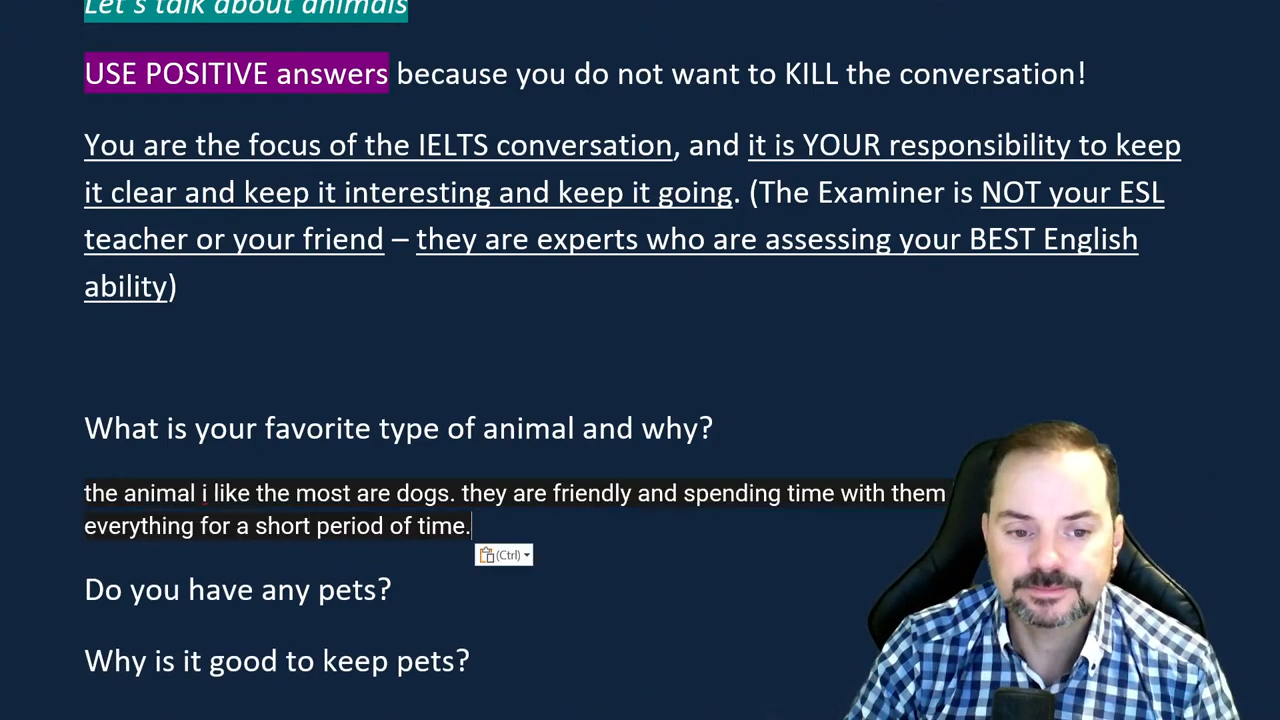 Let's talk about animals
USE POSITIVE answers because you do not want to KILL the conversation!
You are the focus of the IELTS conversation, and it is YOUR responsibility to keep
it clear and keep it interesting and keep it going. (The Examiner is NOT your ESL
teacher or your friend – they are experts who are assessing your BEST English
ability)
What is your favorite type of animal and why?
the animal i like the most are dogs. they are friendly and spending time with them
everything for a short period of time.
(Ctrl)
Do you have any pets?
Why is it good to keep pets?